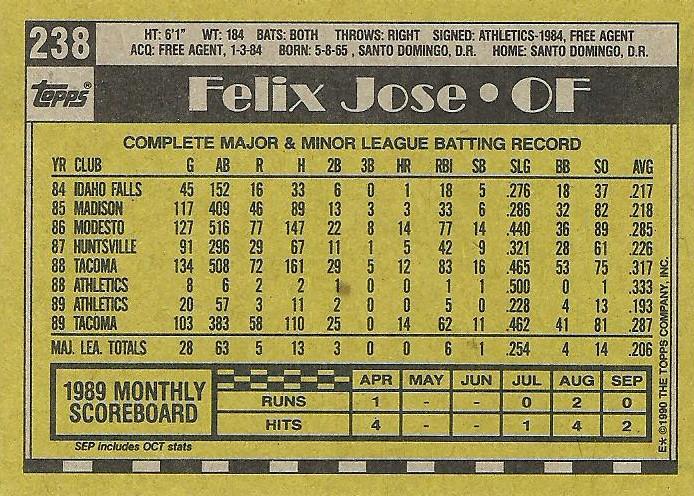 238
HT: 6'1" WT: 184 BATS: BOTH THROWS: RIGHT SIGNED: ATHLETICS-1984, FREE AGENT
ACQ: FREE AGENT, 1-3-84 BORN: 5-8-65 , SANTO DOMINGO, D.R. HOME: SANTO DOMINGO, D.R.
TOPPS®
Felix Jose • OF
COMPLETE MAJOR & MINOR LEAGUE BATTING RECORD
YR CLUB G AB R H 2B 3B HR RBI SB SLG BB SO AVG
84 IDAHO FALLS 45 152 16 33 6 0 1 18 5 .276 18 37 .217
85 MADISON 117 409 46 89 13 3 3 33 6 .286 32 82 .218
86 MODESTO 127 516 77 147 22 8 14 77 14 .440 36 89 .285
87 HUNTSVILLE 91 296 29 67 11 1 5 42 9 .321 28 61 .226
88 TACOMA 134 508 72 161 29 5 12 83 16 .465 53 75 .317
88 ATHLETICS 8 6 2 2 1 0 0 1 1 .500 0 1 .333
89 ATHLETICS 20 57 3 11 2 0 0 5 0 .228 4 13 .193
89 TACOMA 103 383 58 110 25 0 14 62 11 .462 41 81 .287
MAJ. LEA. TOTALS 28 63 5 13 3 0 0 6 1 .254 4 14 .206
1989 MONTHLY
SCOREBOARD
APR MAY JUN JUL AUG SEP
RUNS 1 - - 0 2 0
HITS 4 - - 1 4 2
SEP includes OCT stats
E* © 1990 THE TOPPS COMPANY, INC.